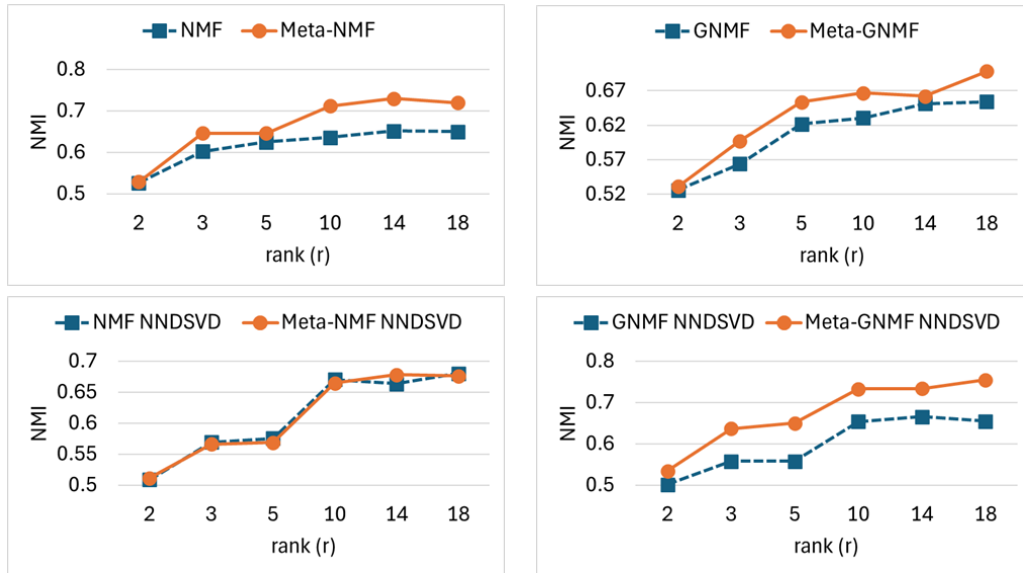 NMF Meta-NMF
0.8
0.7
0.6
0.5
NMI
2 3 5 10 14 18
rank (r)
GNMF Meta-GNMF
0.67
0.62
0.57
0.52
NMI
2 3 5 10 14 18
rank (r)
NMF NNDSVD Meta-NMF NNDSVD
0.7
0.65
0.6
0.55
0.5
NMI
2 3 5 10 14 18
rank (r)
GNMF NNDSVD Meta-GNMF NNDSVD
0.8
0.7
0.6
0.5
NMI
2 3 5 10 14 18
rank (r)